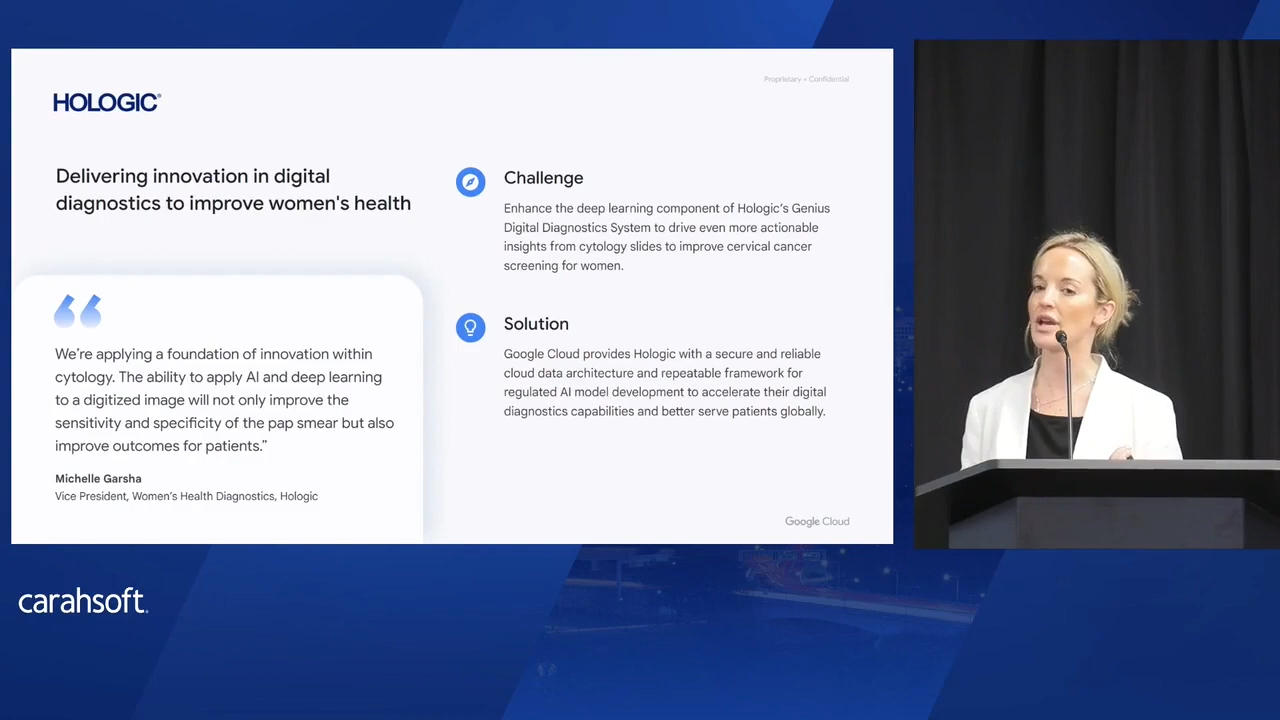 Proprietary + Confidential
HOLOGIC®
Delivering innovation in digital
diagnostics to improve women's health
“
We’re applying a foundation of innovation within
cytology. The ability to apply AI and deep learning
to a digitized image will not only improve the
sensitivity and specificity of the pap smear but also
improve outcomes for patients.”
Michelle Garsha
Vice President, Women’s Health Diagnostics, Hologic
Challenge
Enhance the deep learning component of Hologic’s Genius
Digital Diagnostics System to drive even more actionable
insights from cytology slides to improve cervical cancer
screening for women.
Solution
Google Cloud provides Hologic with a secure and reliable
cloud data architecture and repeatable framework for
regulated AI model development to accelerate their digital
diagnostics capabilities and better serve patients globally.
Google Cloud
carahsoft.